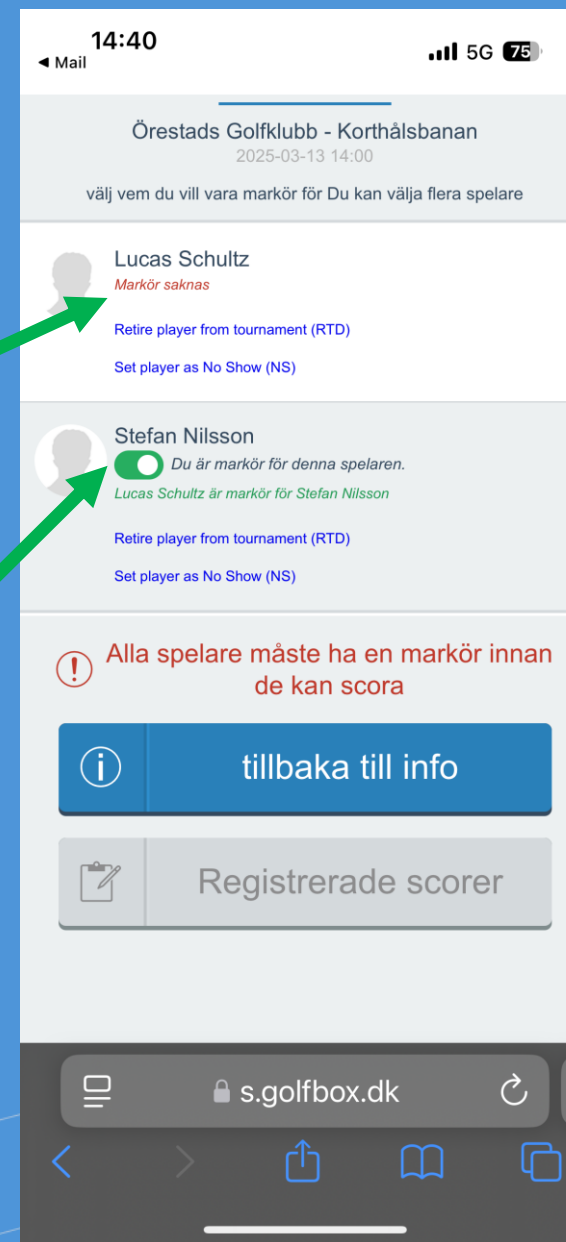 14:40
◀ Mail
5G 75
Örestads Golfklubb - Korthålsbanan
2025-03-13 14:00
välj vem du vill vara markör för Du kan välja flera spelare
Lucas Schultz
Markör saknas
Retire player from tournament (RTD)
Set player as No Show (NS)
Stefan Nilsson
Du är markör för denna spelaren.
Lucas Schultz är markör för Stefan Nilsson
Retire player from tournament (RTD)
Set player as No Show (NS)
Alla spelare måste ha en markör innan
de kan scora
tillbaka till info
Registrerade scorer
s.golfbox.dk